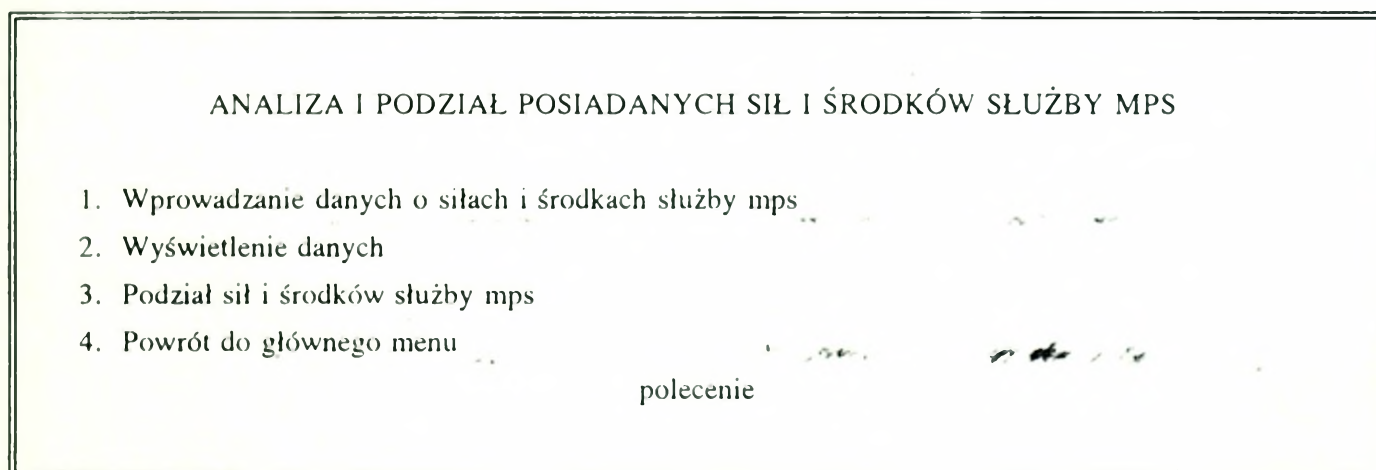 ANALIZA I PODZIAŁ POSIADANYCH SIŁ I ŚRODKÓW SŁUŻBY MPS
1. Wprowadzanie danych o siłach i środkach służby mps
2. Wyświetlenie danych
3. Podział sił i środków służby mps
4. Powrót do głównego menu
polecenie